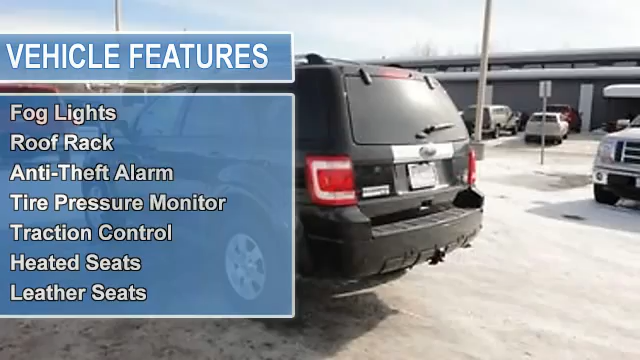 VEHICLE FEATURES
Fog Lights
Roof Rack
Anti-Theft Alarm
Tire Pressure Monitor
Traction Control
Heated Seats
Leather Seats